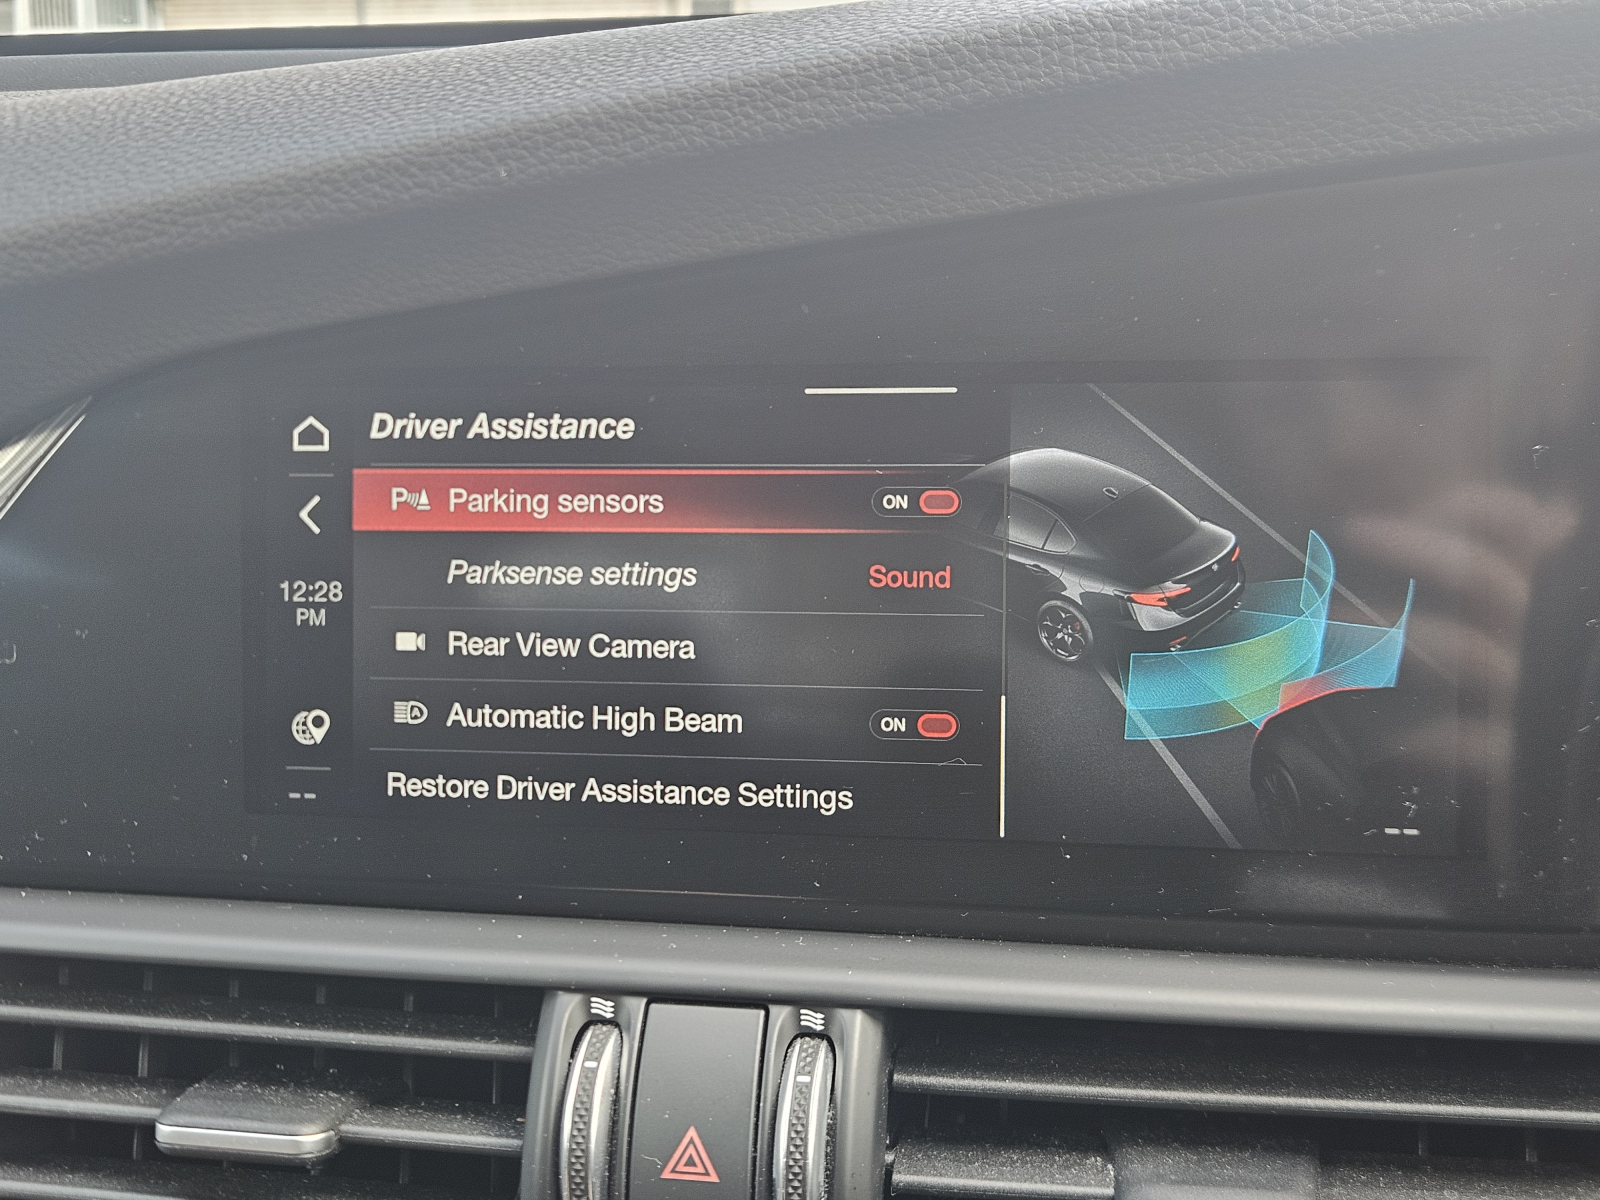 Driver Assistance
Parking sensors ON
Parksense settings Sound
12:28
PM
Rear View Camera
Automatic High Beam ON
Restore Driver Assistance Settings
-- --